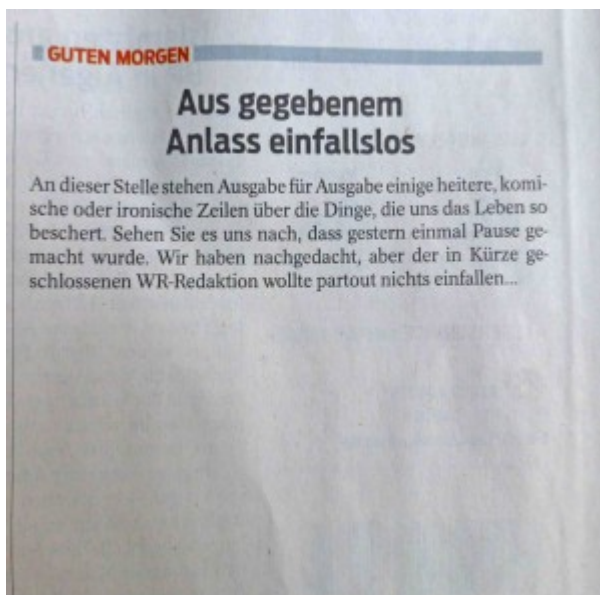 GUTEN MORGEN
Aus gegebenem
Anlass einfallslos
An dieser Stelle stehen Ausgabe für Ausgabe einige heitere, komi-
sche oder ironische Zeilen über die Dinge, die uns das Leben so
beschert. Sehen Sie es uns nach, dass gestern einmal Pause ge-
macht wurde. Wir haben nachgedacht, aber der in Kürze ge-
schlossenen WR-Redaktion wollte partout nichts einfallen...